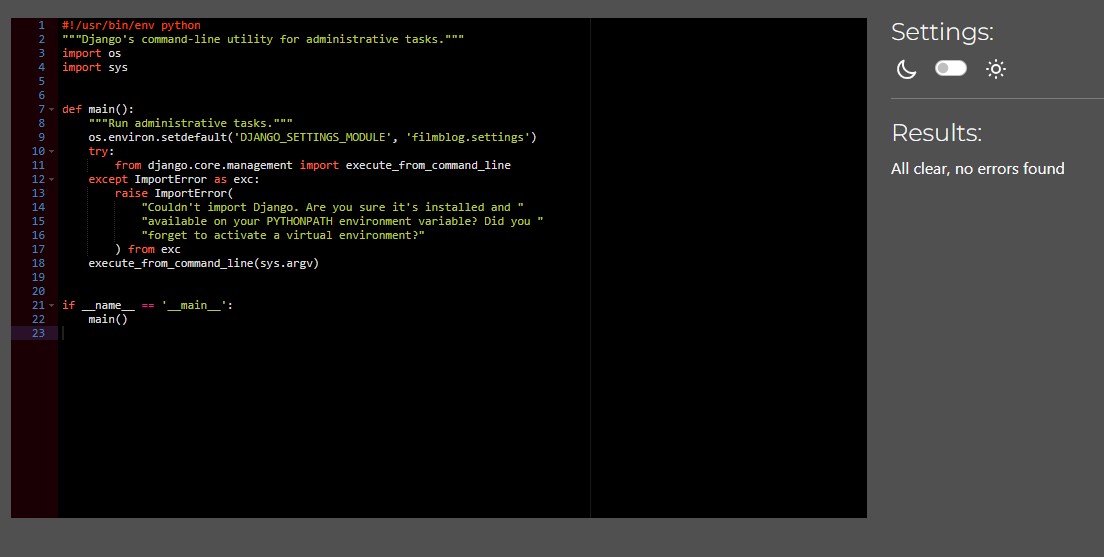 1 #!/usr/bin/env python
2 """Django's command-line utility for administrative tasks."""
3 import os
4 import sys
5
6
7 def main():
8     """Run administrative tasks."""
9     os.environ.setdefault('DJANGO_SETTINGS_MODULE', 'filmblog.settings')
10     try:
11         from django.core.management import execute_from_command_line
12     except ImportError as exc:
13         raise ImportError(
14             "Couldn't import Django. Are you sure it's installed and "
15             "available on your PYTHONPATH environment variable? Did you "
16             "forget to activate a virtual environment?"
17         ) from exc
18     execute_from_command_line(sys.argv)
19
20
21 if __name__ == '__main__':
22     main()
23
Settings:
Results:
All clear, no errors found